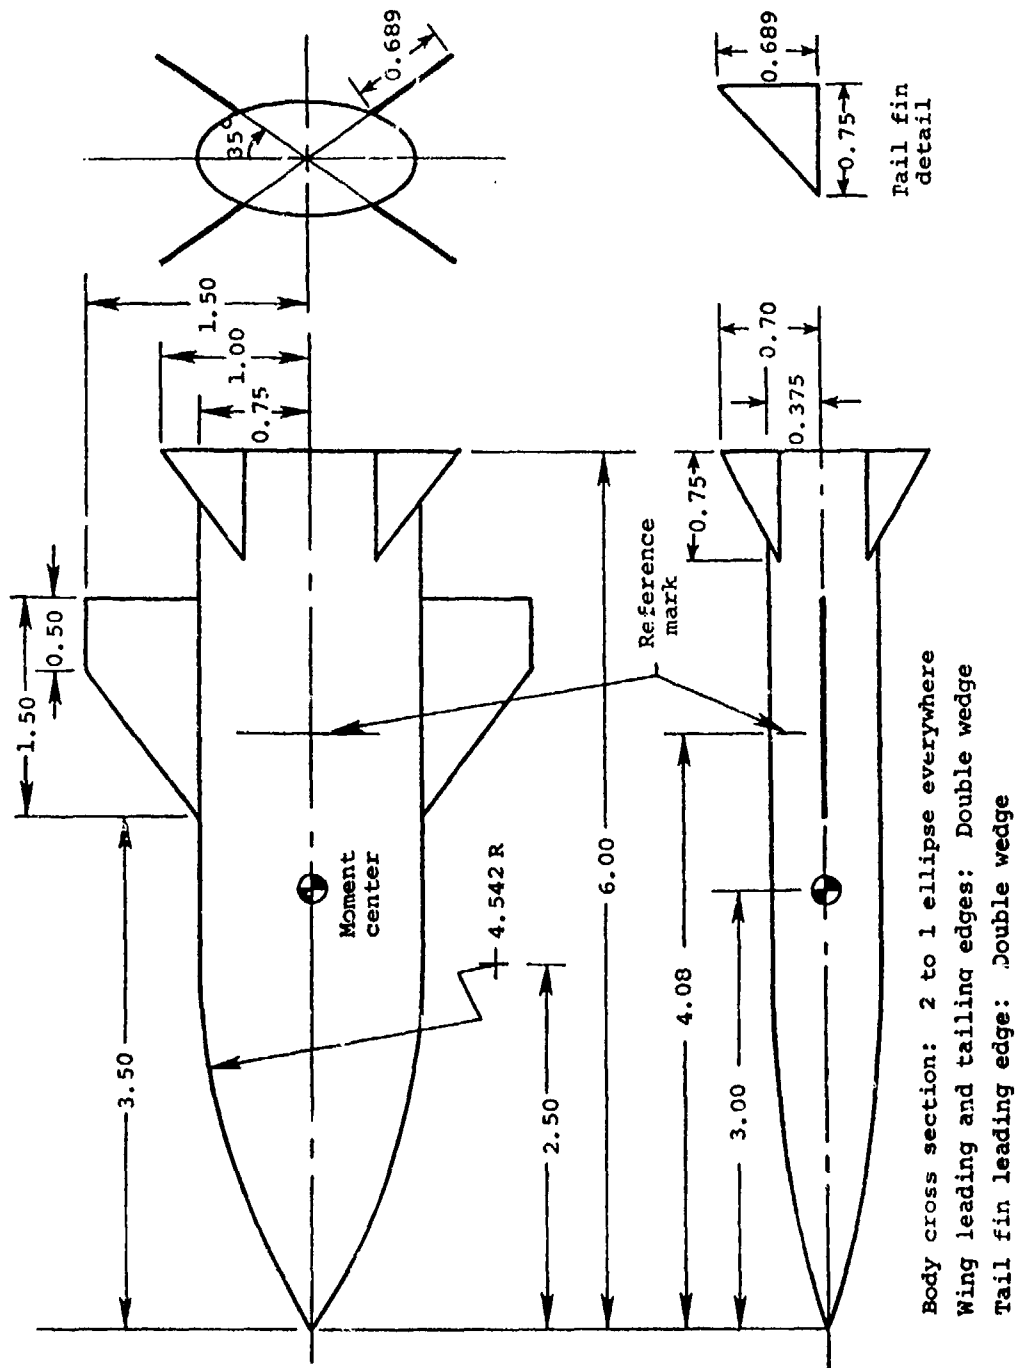 0.689
35°
1.50
1.00
0.75
0.50
1.50
3.50
Moment
center
4.542 R
2.50
6.00
Reference
mark
0.689
0.75
Tail fin
detail
0.70
0.375
0.75
4.08
3.00
Body cross section: 2 to 1 ellipse everywhere
Wing leading and tailing edges: Double wedge
Tail fin leading edge: Double wedge